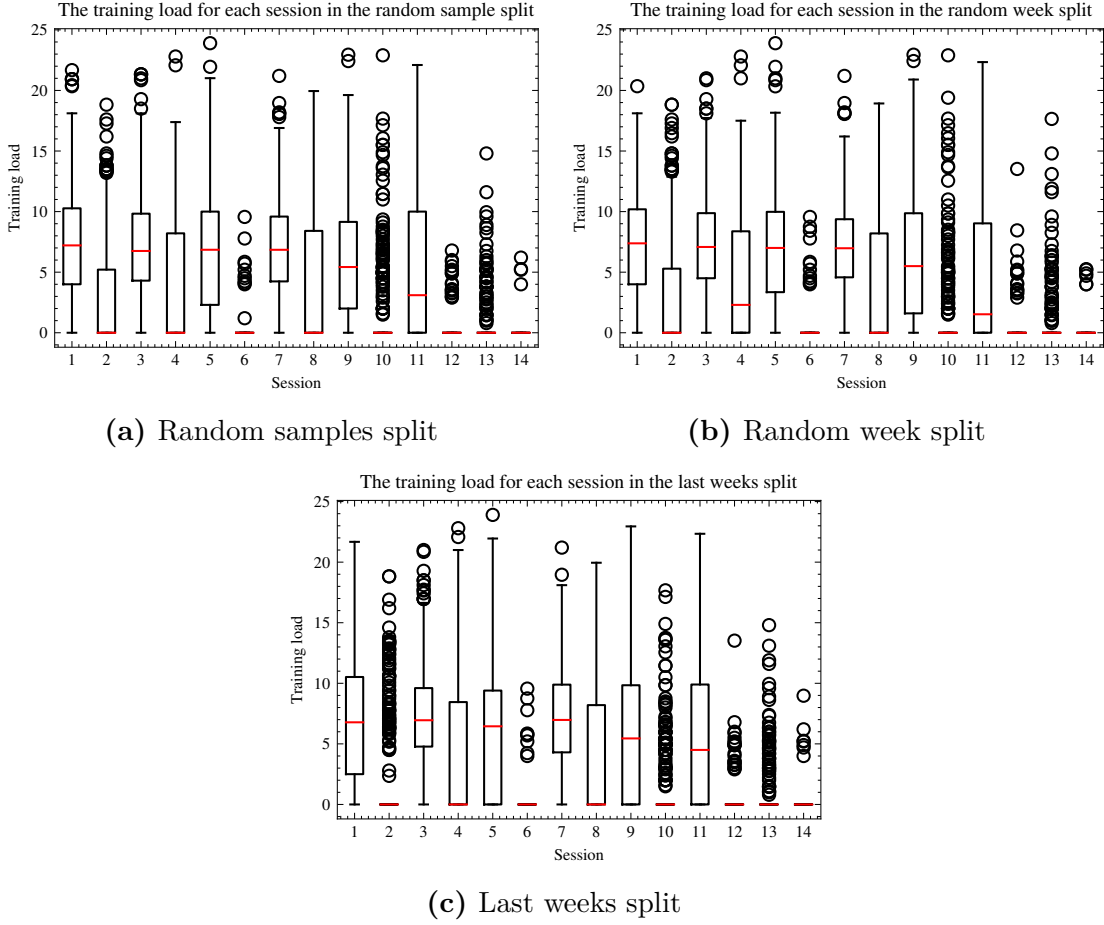 The training load for each session in the random sample split
25
20
15
10
5
0
Training load
1 2 3 4 5 6 7 8 9 10 11 12 13 14
Session
(a) Random samples split
The training load for each session in the random week split
25
20
15
10
5
0
Training load
1 2 3 4 5 6 7 8 9 10 11 12 13 14
Session
(b) Random week split
The training load for each session in the last weeks split
25
20
15
10
5
0
Training load
1 2 3 4 5 6 7 8 9 10 11 12 13 14
Session
(c) Last weeks split